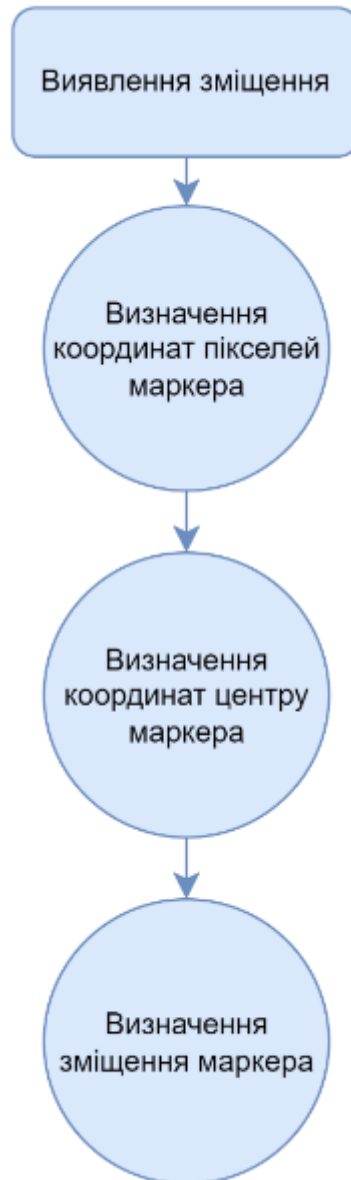 Виявлення зміщення
Визначення
координат пікселей
маркера
Визначення
координат центру
маркера
Визначення
зміщення маркера